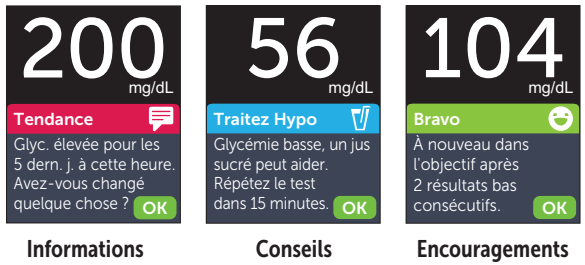 200
mg/dL
Tendance
Glyc. élevée pour les
5 dern. j. à cette heure.
Avez-vous changé
quelque chose ?
OK
Informations
56
mg/dL
Traitez Hypo
Glycémie basse, un jus
sucré peut aider.
Répétez le test
dans 15 minutes.
OK
Conseils
104
mg/dL
Bravo
À nouveau dans
l'objectif après
2 résultats bas
consécutifs.
OK
Encouragements